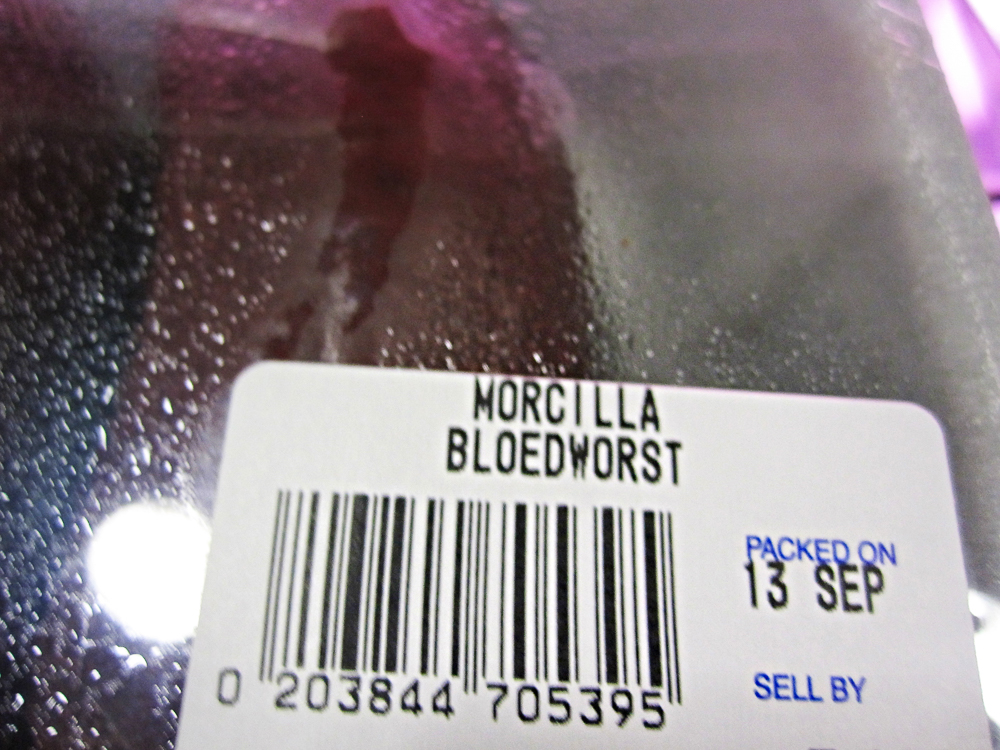 MORCILLA
BLOEDWORST
PACKED ON
13 SEP
0 203844 705395
SELL BY